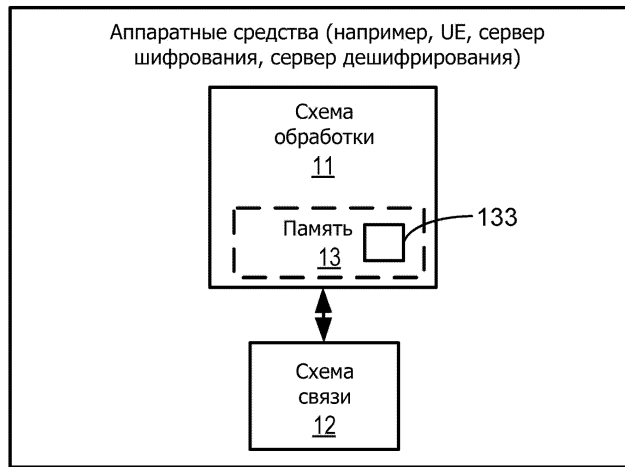 Аппаратные средства (например, UE, сервер
шифрования, сервер дешифрирования)
Схема
обработки
11
133
Память
13
Схема
связи
12